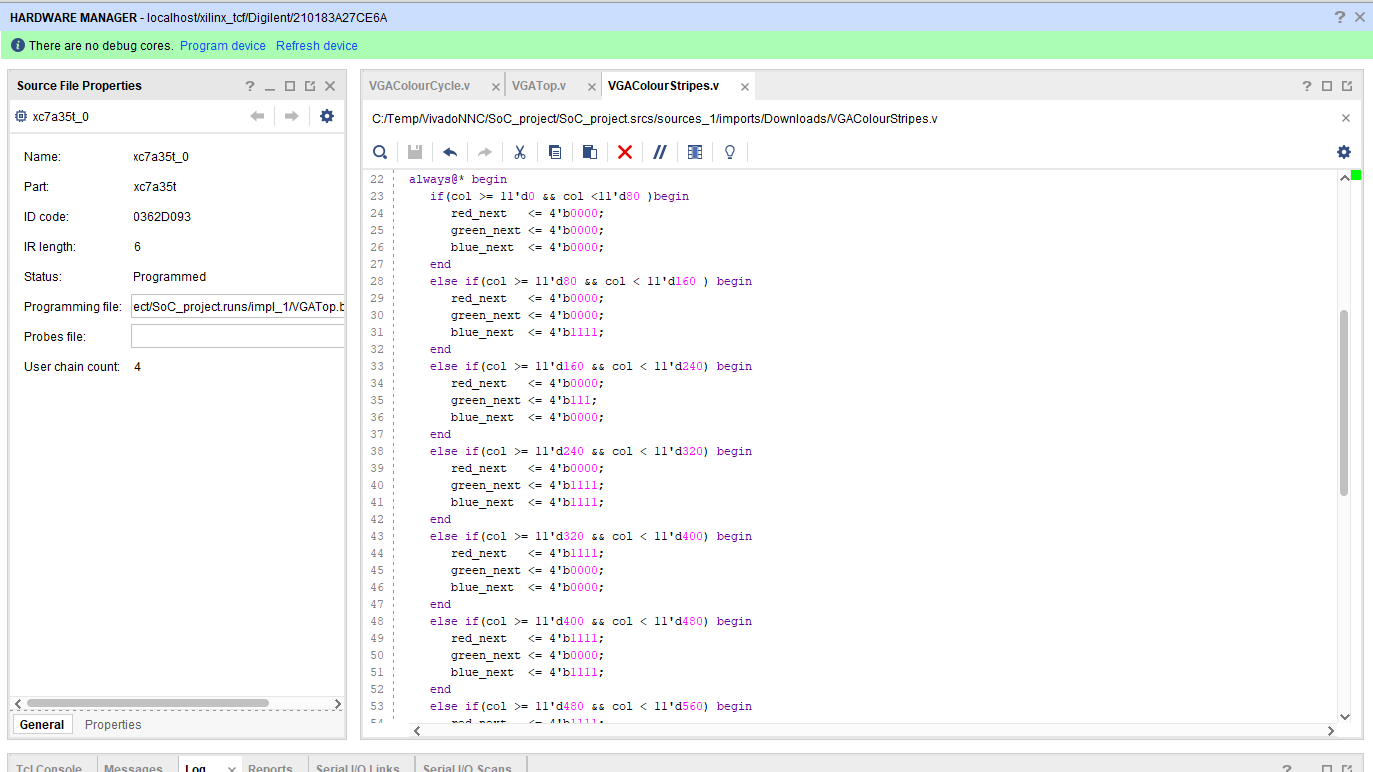 HARDWARE MANAGER - localhost/xilinx_tcf/Digilent/210183A27CE6A
There are no debug cores. Program device Refresh device
Source File Properties
xc7a35t_0
Name: xc7a35t_0
Part: xc7a35t
ID code: 0362D093
IR length: 6
Status: Programmed
Programming file: ect/SoC_project.runs/impl_1/VGATop.b
Probes file:
User chain count: 4
General Properties
VGAColourCycle.v VGATop.v VGAColourStripes.v
C:/Temp/VivadoNNC/SoC_project/SoC_project.srcs/sources_1/imports/Downloads/VGAColourStripes.v
22 always@* begin
23 if(col >= 11'd0 && col <11'd80 )begin
24 red_next <= 4'b0000;
25 green_next <= 4'b0000;
26 blue_next <= 4'b0000;
27 end
28 else if(col >= 11'd80 && col < 11'd160 ) begin
29 red_next <= 4'b0000;
30 green_next <= 4'b0000;
31 blue_next <= 4'b1111;
32 end
33 else if(col >= 11'd160 && col < 11'd240) begin
34 red_next <= 4'b0000;
35 green_next <= 4'b111;
36 blue_next <= 4'b0000;
37 end
38 else if(col >= 11'd240 && col < 11'd320) begin
39 red_next <= 4'b0000;
40 green_next <= 4'b1111;
41 blue_next <= 4'b1111;
42 end
43 else if(col >= 11'd320 && col < 11'd400) begin
44 red_next <= 4'b1111;
45 green_next <= 4'b0000;
46 blue_next <= 4'b0000;
47 end
48 else if(col >= 11'd400 && col < 11'd480) begin
49 red_next <= 4'b1111;
50 green_next <= 4'b0000;
51 blue_next <= 4'b1111;
52 end
53 else if(col >= 11'd480 && col < 11'd560) begin
54 red_next <= 4'b1111;
Tcl Console Messages Log Reports Serial I/O Links Serial I/O Scans